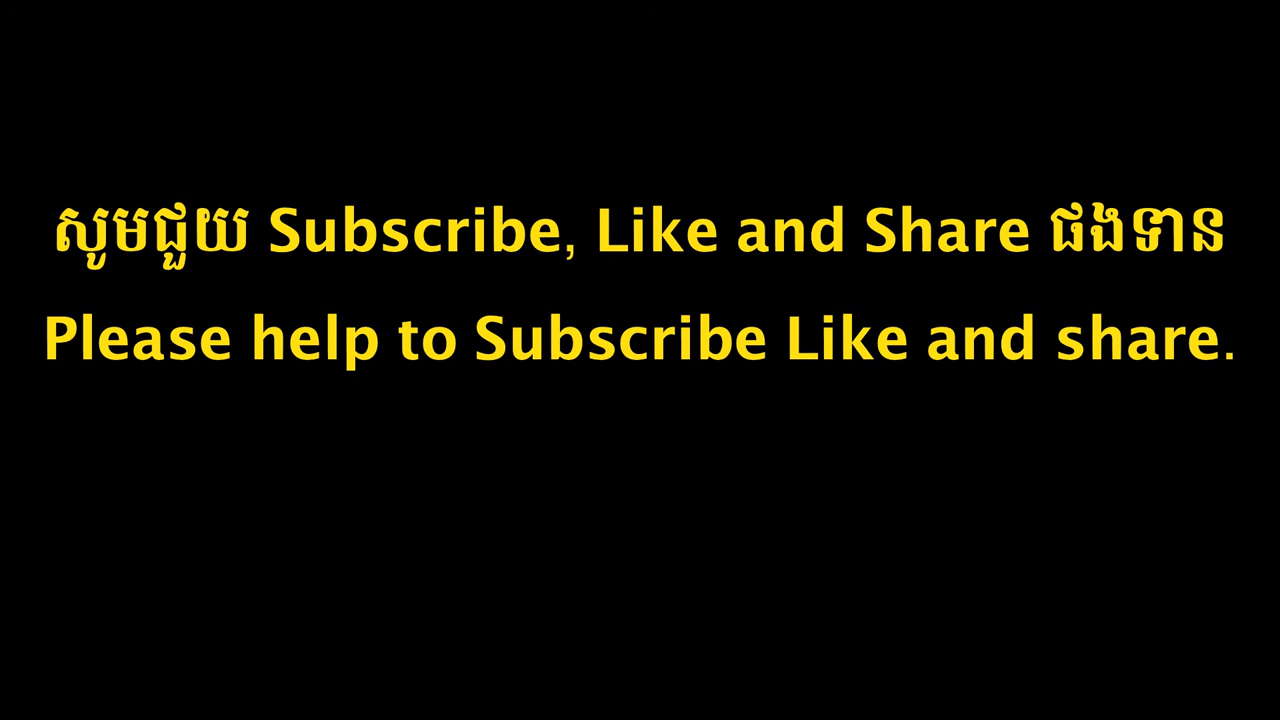 សូមជួយ Subscribe, Like and Share ផងទាន
Please help to Subscribe Like and share.